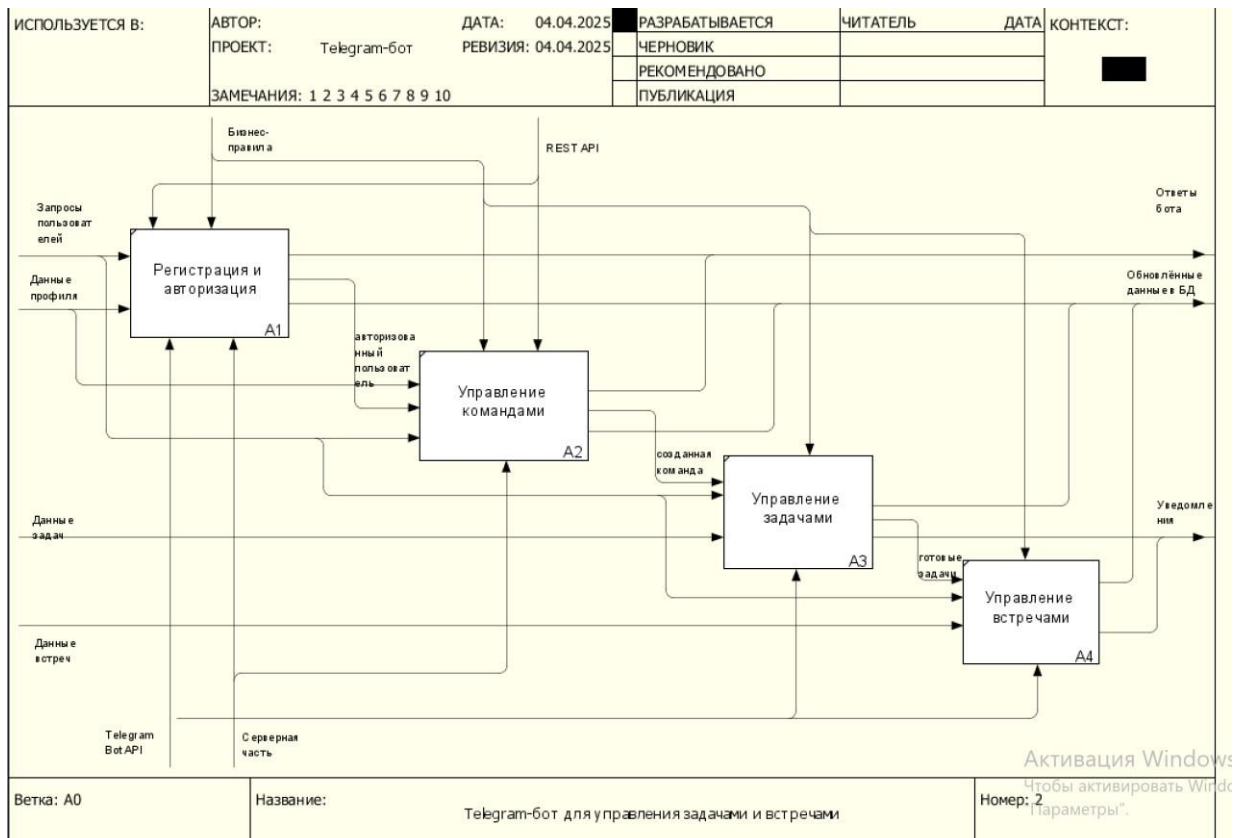 ИСПОЛЬЗУЕТСЯ В:
АВТОР:
ДАТА: 04.04.2025
РАЗРАБАТЫВАЕТСЯ
ЧИТАТЕЛЬ
ДАТА
КОНТЕКСТ:
ПРОЕКТ: Telegram-бот
РЕВИЗИЯ: 04.04.2025
ЧЕРНОВИК
РЕКОМЕНДОВАНО
ЗАМЕЧАНИЯ: 1 2 3 4 5 6 7 8 9 10
ПУБЛИКАЦИЯ
Бизнес-
правила
REST API
Запросы
пользоват
елей
Ответы
бота
Регистрация и
авторизация
A1
Данные
профиля
Обновлённые
данные в БД
авторизова
нный
пользоват
ель
Управление
командами
A2
созданная
команда
Управление
задачами
A3
Данные
задач
Уведомле
ния
готовые
задачи
Управление
встречами
A4
Данные
встреч
Telegram
Bot API
Серверная
часть
Активация Windows
Чтобы активировать Windo
"Параметры".
Ветка: A0
Название:
Telegram-бот для управления задачами и встречами
Номер: 2